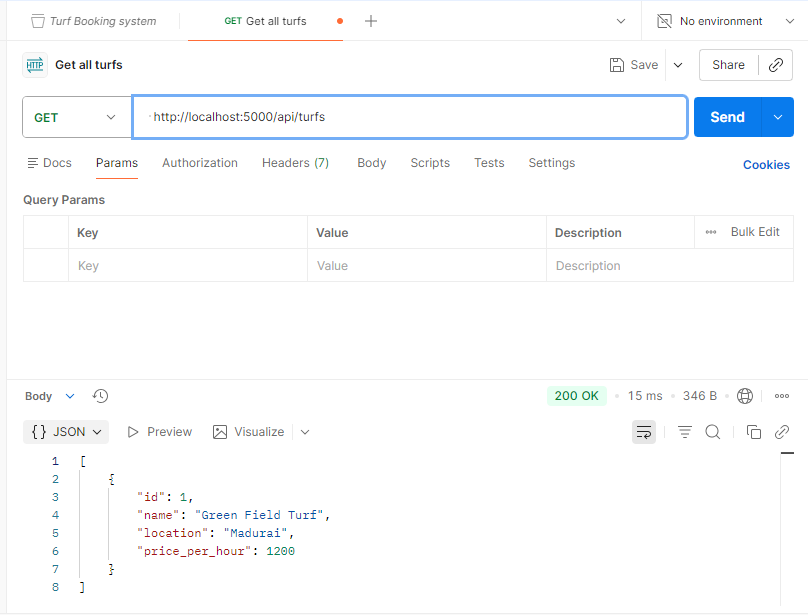 Turf Booking system
GET Get all turfs
No environment
HTTP Get all turfs
Save
Share
GET
http://localhost:5000/api/turfs
Send
Docs
Params
Authorization
Headers (7)
Body
Scripts
Tests
Settings
Cookies
Query Params
Key Value Description ••• Bulk Edit
Key Value Description
Body
200 OK • 15 ms • 346 B •
{} JSON
Preview
Visualize
1 [
2 {
3 "id": 1,
4 "name": "Green Field Turf",
5 "location": "Madurai",
6 "price_per_hour": 1200
7 }
8 ]